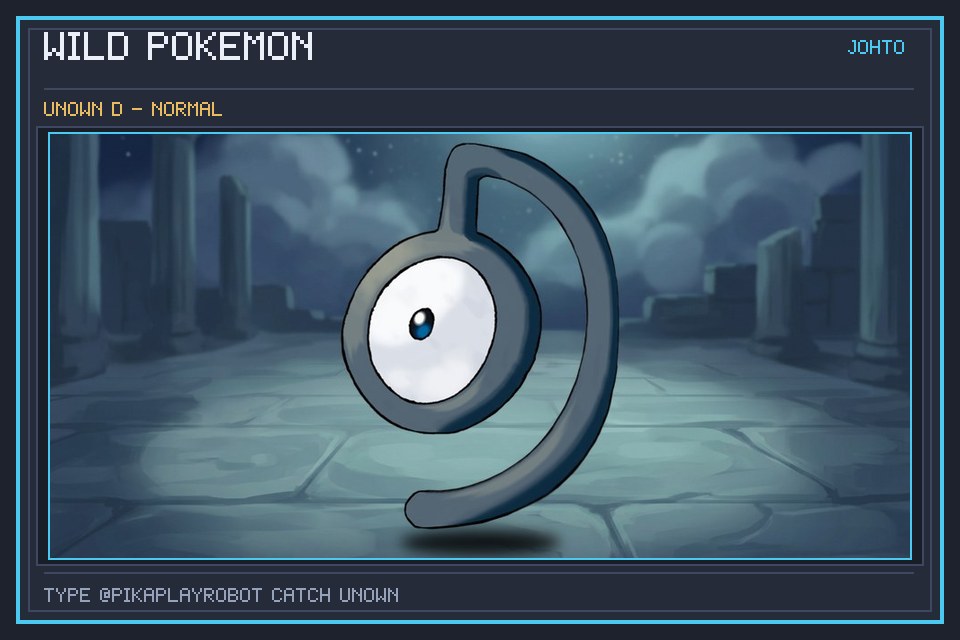 WILD POKEMON
JOHTO
UNOWN D - NORMAL
TYPE @PIKAPLAYROBOT CATCH UNOWN